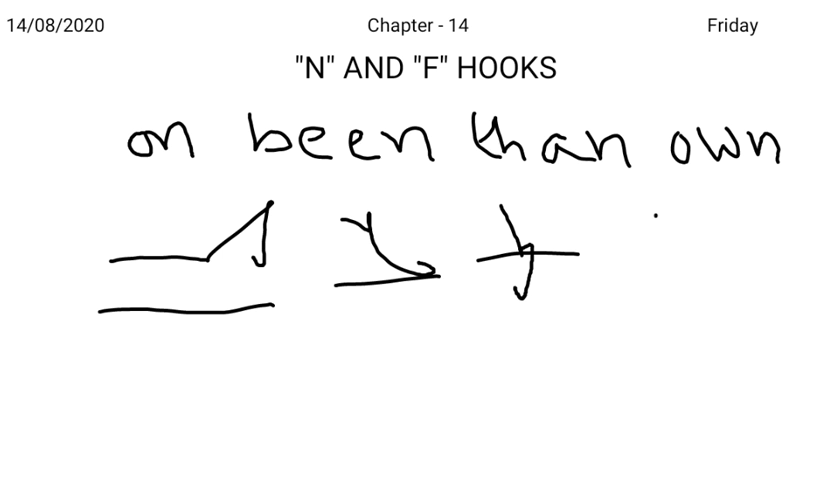 14/08/2020 Chapter - 14 Friday
"N" AND "F" HOOKS
on been than own